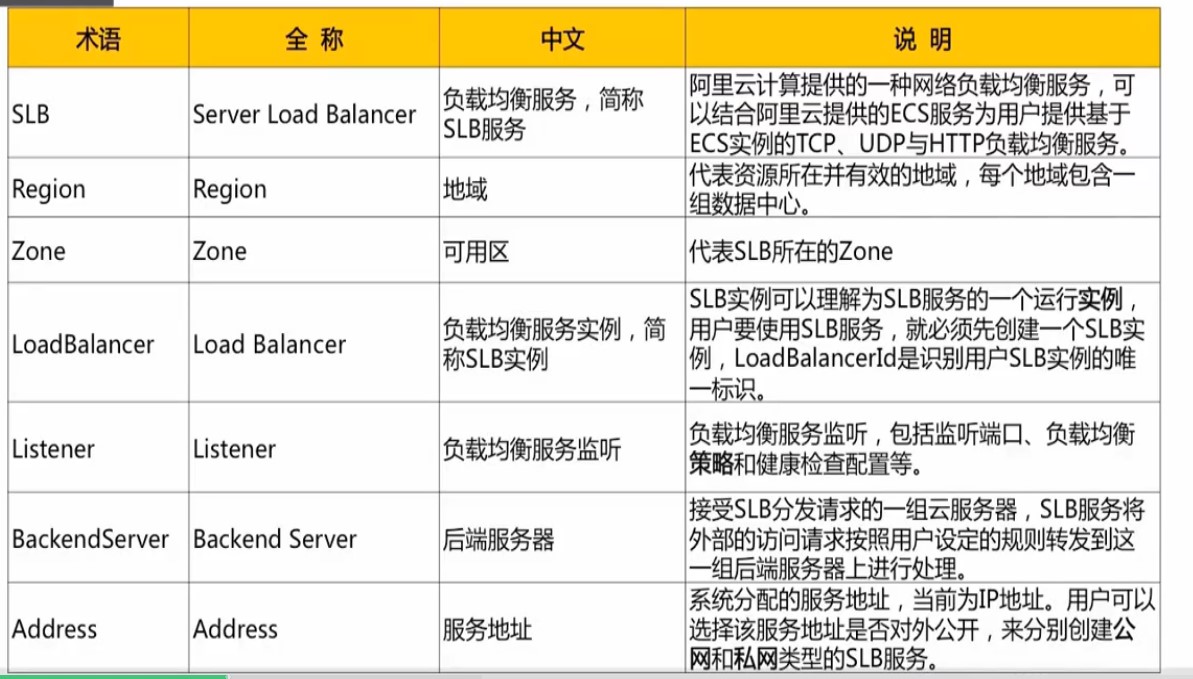 术语 全 称 中文 说 明
SLB
Server Load Balancer
负载均衡服务，简称
SLB服务
阿里云计算提供的一种网络负载均衡服务，可
以结合阿里云提供的ECS服务为用户提供基于
ECS实例的TCP、UDP与HTTP负载均衡服务。
Region
Region
地域
代表资源所在并有效的地域，每个地域包含一
组数据中心。
Zone
Zone
可用区
代表SLB所在的Zone
LoadBalancer
Load Balancer
负载均衡服务实例，简
称SLB实例
SLB实例可以理解为SLB服务的一个运行实例，
用户要使用SLB服务，就必须先创建一个SLB实
例，LoadBalancerId是识别用户SLB实例的唯
一标识。
Listener
Listener
负载均衡服务监听
负载均衡服务监听，包括监听端口、负载均衡
策略和健康检查配置等。
BackendServer
Backend Server
后端服务器
接受SLB分发请求的一组云服务器，SLB服务将
外部的访问请求按照用户设定的规则转发到这
一组后端服务器上进行处理。
Address
Address
服务地址
系统分配的服务地址，当前为IP地址。用户可以
选择该服务地址是否对外公开，来分别创建公
网和私网类型的SLB服务。